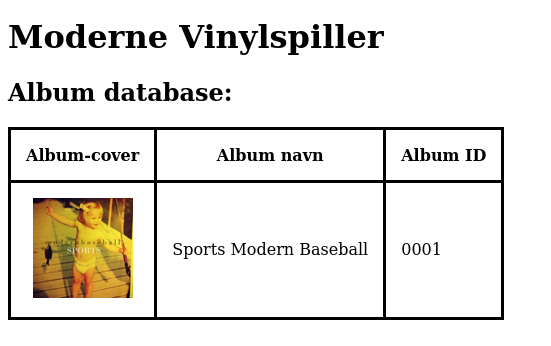 Moderne Vinylspiller
Album database:
Album-cover Album navn Album ID
modern baseball
SPORTS
Sports Modern Baseball 0001